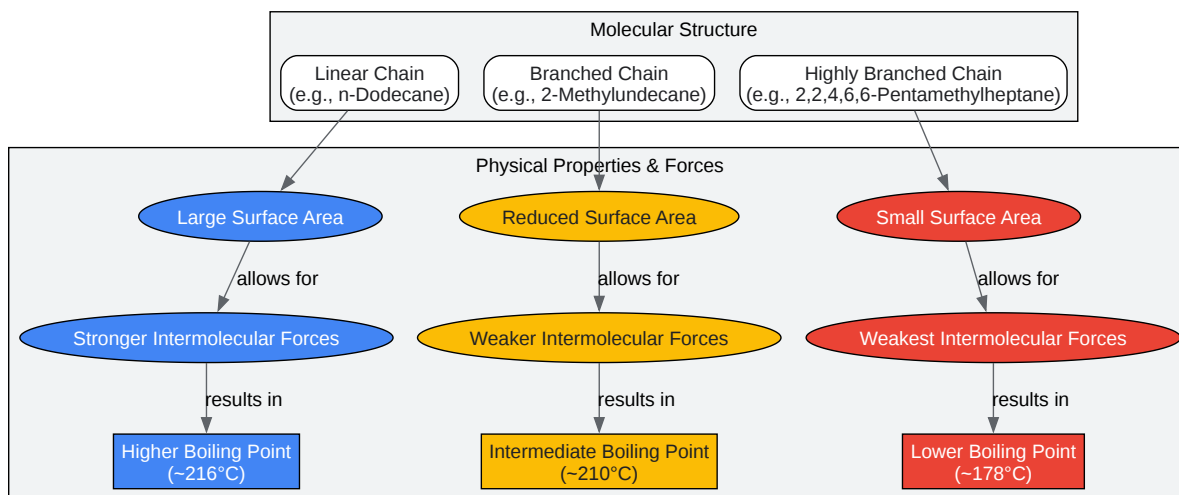 Molecular Structure
Linear Chain
(e.g., n-Dodecane)
Branched Chain
(e.g., 2-Methylundecane)
Highly Branched Chain
(e.g., 2,2,4,6,6-Pentamethylheptane)
Physical Properties & Forces
Large Surface Area
Reduced Surface Area
Small Surface Area
allows for
allows for
allows for
Stronger Intermolecular Forces
Weaker Intermolecular Forces
Weakest Intermolecular Forces
results in
results in
results in
Higher Boiling Point
(~216°C)
Intermediate Boiling Point
(~210°C)
Lower Boiling Point
(~178°C)